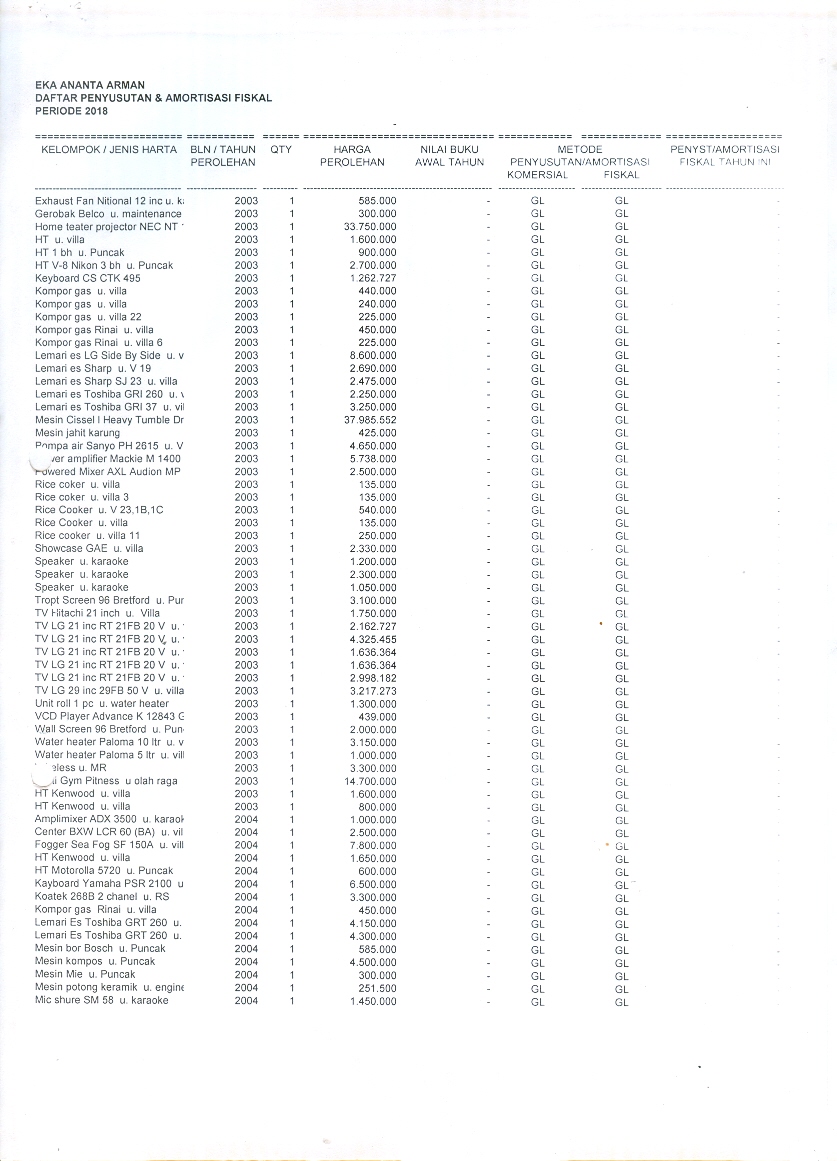 EKA ANANTA ARMAN
DAFTAR PENYUSUTAN & AMORTISASI FISKAL
PERIODE 2018
KELOMPOK / JENIS HARTA BLN / TAHUN QTY HARGA NILAI BUKU METODE PENYST/AMORTISASI
PEROLEHAN PEROLEHAN AWAL TAHUN PENYUSUTAN/AMORTISASI FISKAL TAHUN INI
KOMERSIAL FISKAL
Exhaust Fan Nitional 12 inc u. 2003 1 585.000 - GL GL -
Gerobak Belco u. maintenance 2003 1 300.000 - GL GL -
Home teater projector NEC NT 2003 1 33.750.000 - GL GL -
HT u. villa 2003 1 1.600.000 - GL GL -
HT 1 bh u. Puncak 2003 1 900.000 - GL GL -
HT V-8 Nikon 3 bh u. Puncak 2003 1 2.700.000 - GL GL -
Keyboard CS CTK 495 2003 1 1.262.727 - GL GL -
Kompor gas u. villa 2003 1 440.000 - GL GL -
Kompor gas u. villa 2003 1 240.000 - GL GL -
Kompor gas u. villa 22 2003 1 225.000 - GL GL -
Kompor gas Rinai u. villa 2003 1 450.000 - GL GL -
Kompor gas Rinai u. villa 6 2003 1 225.000 - GL GL -
Lemari es LG Side By Side u. v 2003 1 8.600.000 - GL GL -
Lemari es Sharp u. V 19 2003 1 2.690.000 - GL GL -
Lemari es Sharp SJ 23 u. villa 2003 1 2.475.000 - GL GL -
Lemari es Toshiba GRI 260 u. 2003 1 2.250.000 - GL GL -
Lemari es Toshiba GRI 37 u. vil 2003 1 3.250.000 - GL GL -
Mesin Cissel I Heavy Tumble Dr 2003 1 37.985.552 - GL GL -
Mesin jahit karung 2003 1 425.000 - GL GL -
Pompa air Sanyo PH 2615 u. V 2003 1 4.650.000 - GL GL -
wer amplifier Mackie M 1400 2003 1 5.738.000 - GL GL -
Powered Mixer AXL Audion MP 2003 1 2.500.000 - GL GL -
Rice coker u. villa 2003 1 135.000 - GL GL -
Rice coker u. villa 3 2003 1 135.000 - GL GL -
Rice Cooker u. V 23,1B,1C 2003 1 540.000 - GL GL -
Rice Cooker u. villa 2003 1 135.000 - GL GL -
Rice cooker u. villa 11 2003 1 250.000 - GL GL -
Showcase GAE u. villa 2003 1 2.330.000 - GL GL -
Speaker u. karaoke 2003 1 1.200.000 - GL GL -
Speaker u. karaoke 2003 1 2.300.000 - GL GL -
Speaker u. karaoke 2003 1 1.050.000 - GL GL -
Tropt Screen 96 Bretford u. Pur 2003 1 3.100.000 - GL GL -
TV Hitachi 21 inch u. Villa 2003 1 1.750.000 - GL GL -
TV LG 21 inc RT 21FB 20 V u. 2003 1 2.162.727 - GL GL -
TV LG 21 inc RT 21FB 20 V, u. 2003 1 4.325.455 - GL GL -
TV LG 21 inc RT 21FB 20 V u. 2003 1 1.636.364 - GL GL -
TV LG 21 inc RT 21FB 20 V u. 2003 1 1.636.364 - GL GL -
TV LG 21 inc RT 21FB 20 V u. 2003 1 2.998.182 - GL GL -
TV LG 29 inc 29FB 50 V u. villa 2003 1 3.217.273 - GL GL -
Unit roll 1 pc u. water heater 2003 1 1.300.000 - GL GL -
VCD Player Advance K 12843 G 2003 1 439.000 - GL GL -
Wall Screen 96 Bretford u. Pun 2003 1 2.000.000 - GL GL -
Water heater Paloma 10 ltr u. v 2003 1 3.150.000 - GL GL -
Water heater Paloma 5 ltr u. vill 2003 1 1.000.000 - GL GL -
eless u. MR 2003 1 3.300.000 - GL GL -
i Gym Pitness u olah raga 2003 1 14.700.000 - GL GL -
HT Kenwood u. villa 2003 1 1.600.000 - GL GL -
HT Kenwood u. villa 2003 1 800.000 - GL GL -
Amplimixer ADX 3500 u. karaok 2004 1 1.000.000 - GL GL -
Center BXW LCR 60 (BA) u. vil 2004 1 2.500.000 - GL GL -
Fogger Sea Fog SF 150A u. vill 2004 1 7.800.000 - GL GL -
HT Kenwood u. villa 2004 1 1.650.000 - GL GL -
HT Motorolla 5720 u. Puncak 2004 1 600.000 - GL GL -
Kayboard Yamaha PSR 2100 u 2004 1 6.500.000 - GL GL -
Koatek 268B 2 chanel u. RS 2004 1 3.300.000 - GL GL -
Kompor gas Rinai u. villa 2004 1 450.000 - GL GL -
Lemari Es Toshiba GRT 260 u. 2004 1 4.150.000 - GL GL -
Lemari Es Toshiba GRT 260 u. 2004 1 4.300.000 - GL GL -
Mesin bor Bosch u. Puncak 2004 1 585.000 - GL GL -
Mesin kompos u. Puncak 2004 1 4.500.000 - GL GL -
Mesin Mie u. Puncak 2004 1 300.000 - GL GL -
Mesin potong keramik u. engine 2004 1 251.500 - GL GL -
Mic shure SM 58 u. karaoke 2004 1 1.450.000 - GL GL -